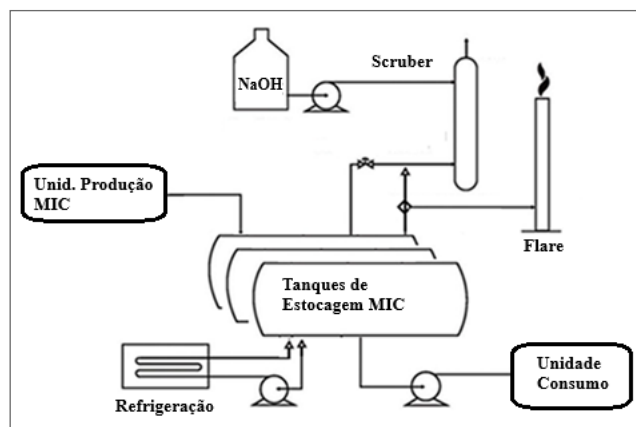 NaOH
Scruber
Unid. Produção
MIC
Flare
Tanques de
Estocagem MIC
Refrigeração
Unidade
Consumo